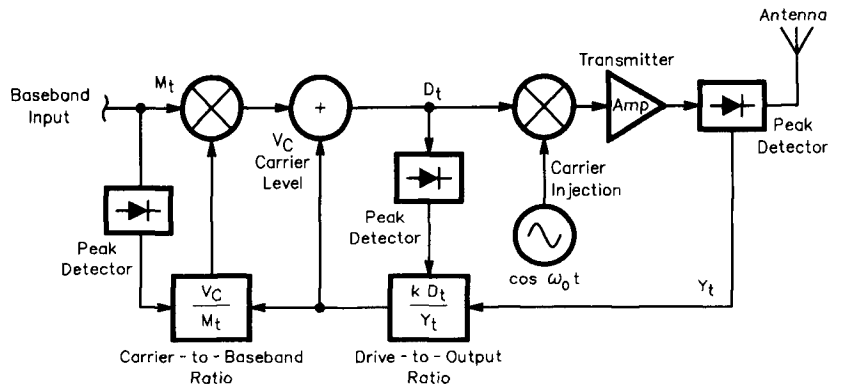 Antenna
Transmitter
Baseband
Input
M_t
D_t
Amp
+
V_C
Carrier
Level
Peak
Detector
Carrier
Injection
Peak
Detector
Peak
Detector
cos ω_o t
Y_t
V_C
M_t
k D_t
Y_t
Carrier - to - Baseband
Ratio
Drive - to - Output
Ratio